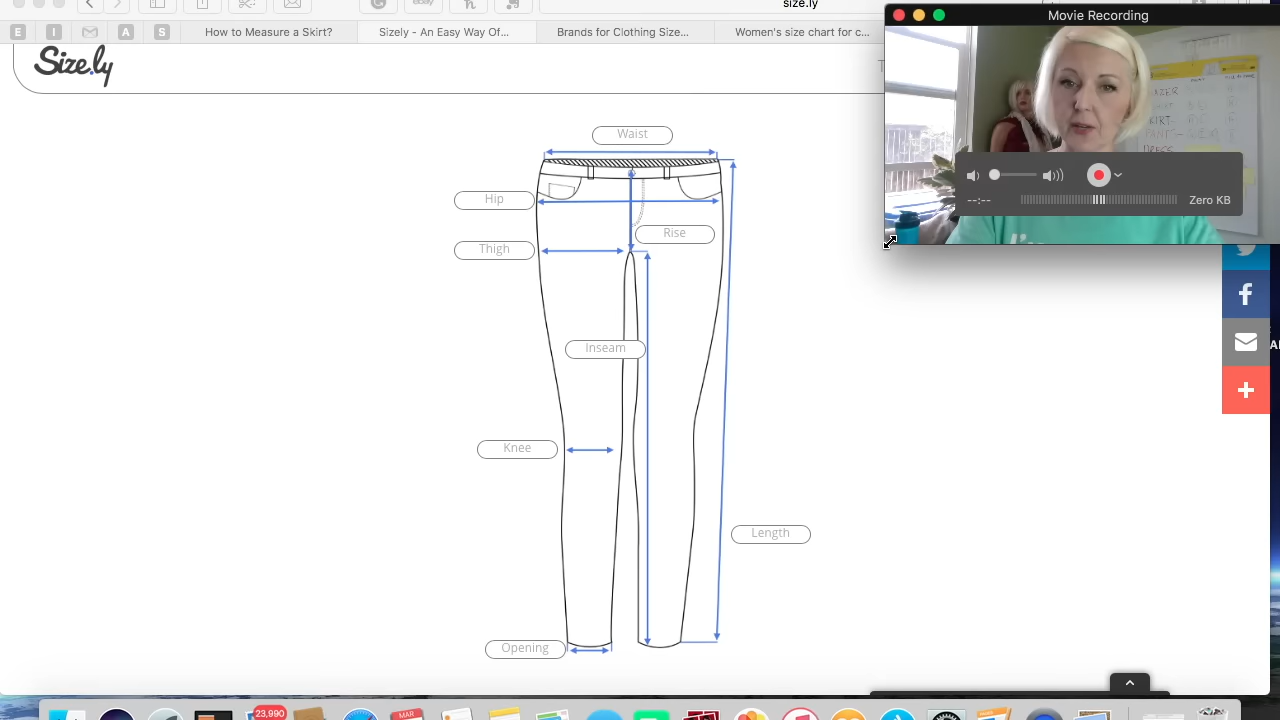 size.ly
Movie Recording
E
I
A
S
How to Measure a Skirt?
Sizely - An Easy Way Of...
Brands for Clothing Size...
Women's size chart for c...
Size.ly
T
Waist
Hip
Thigh
Rise
Inseam
Knee
Length
Opening
--:--
Zero KB
23,990
MAR